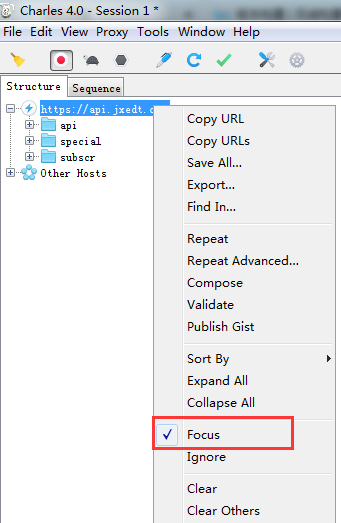 Charles 4.0 - Session 1 *
File Edit View Proxy Tools Window Help
Structure Sequence
https://api.jxedt.c
api
special
subscr
Other Hosts
Copy URL
Copy URLs
Save All...
Export...
Find In...
Repeat
Repeat Advanced...
Compose
Validate
Publish Gist
Sort By
Expand All
Collapse All
Focus
Ignore
Clear
Clear Others